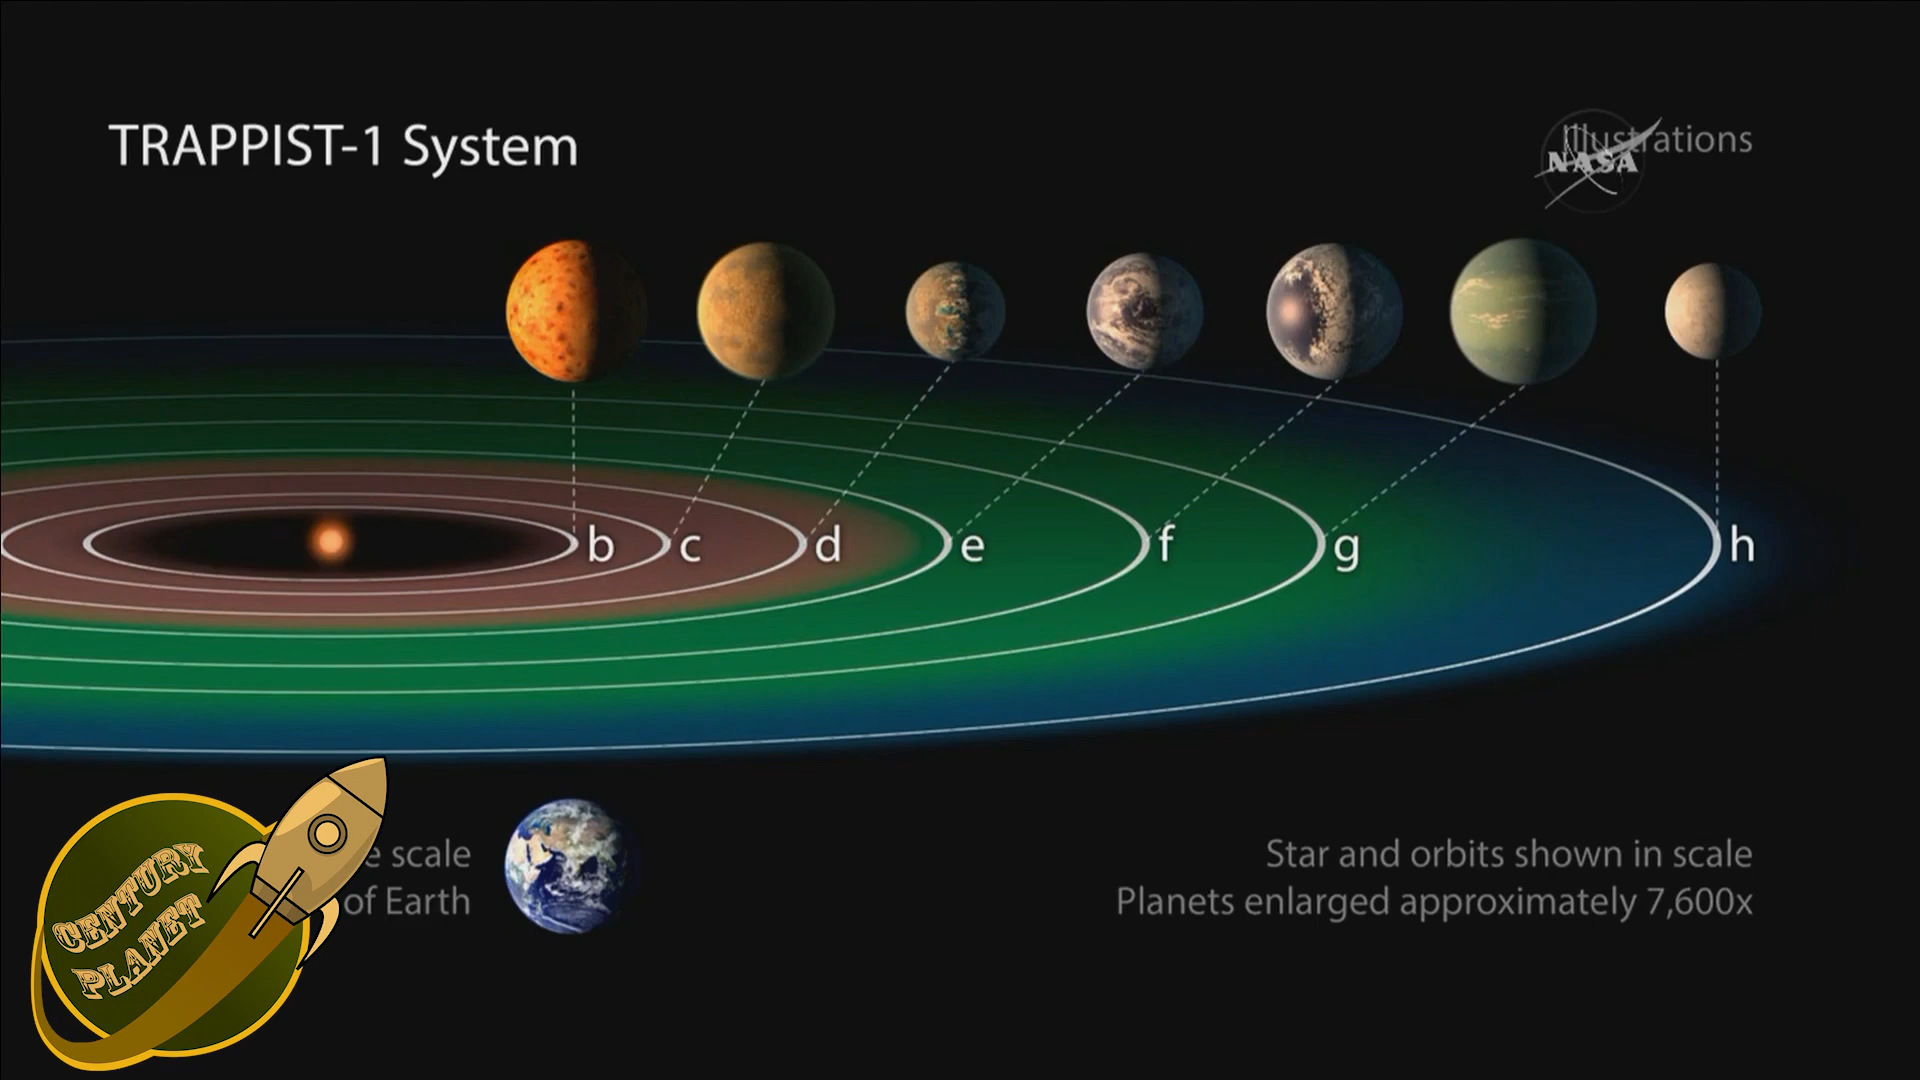 TRAPPIST-1 System
Illustrations
NASA
b c d e f g h
e scale
of Earth
Star and orbits shown in scale
Planets enlarged approximately 7,600x
CENTURY
PLANET